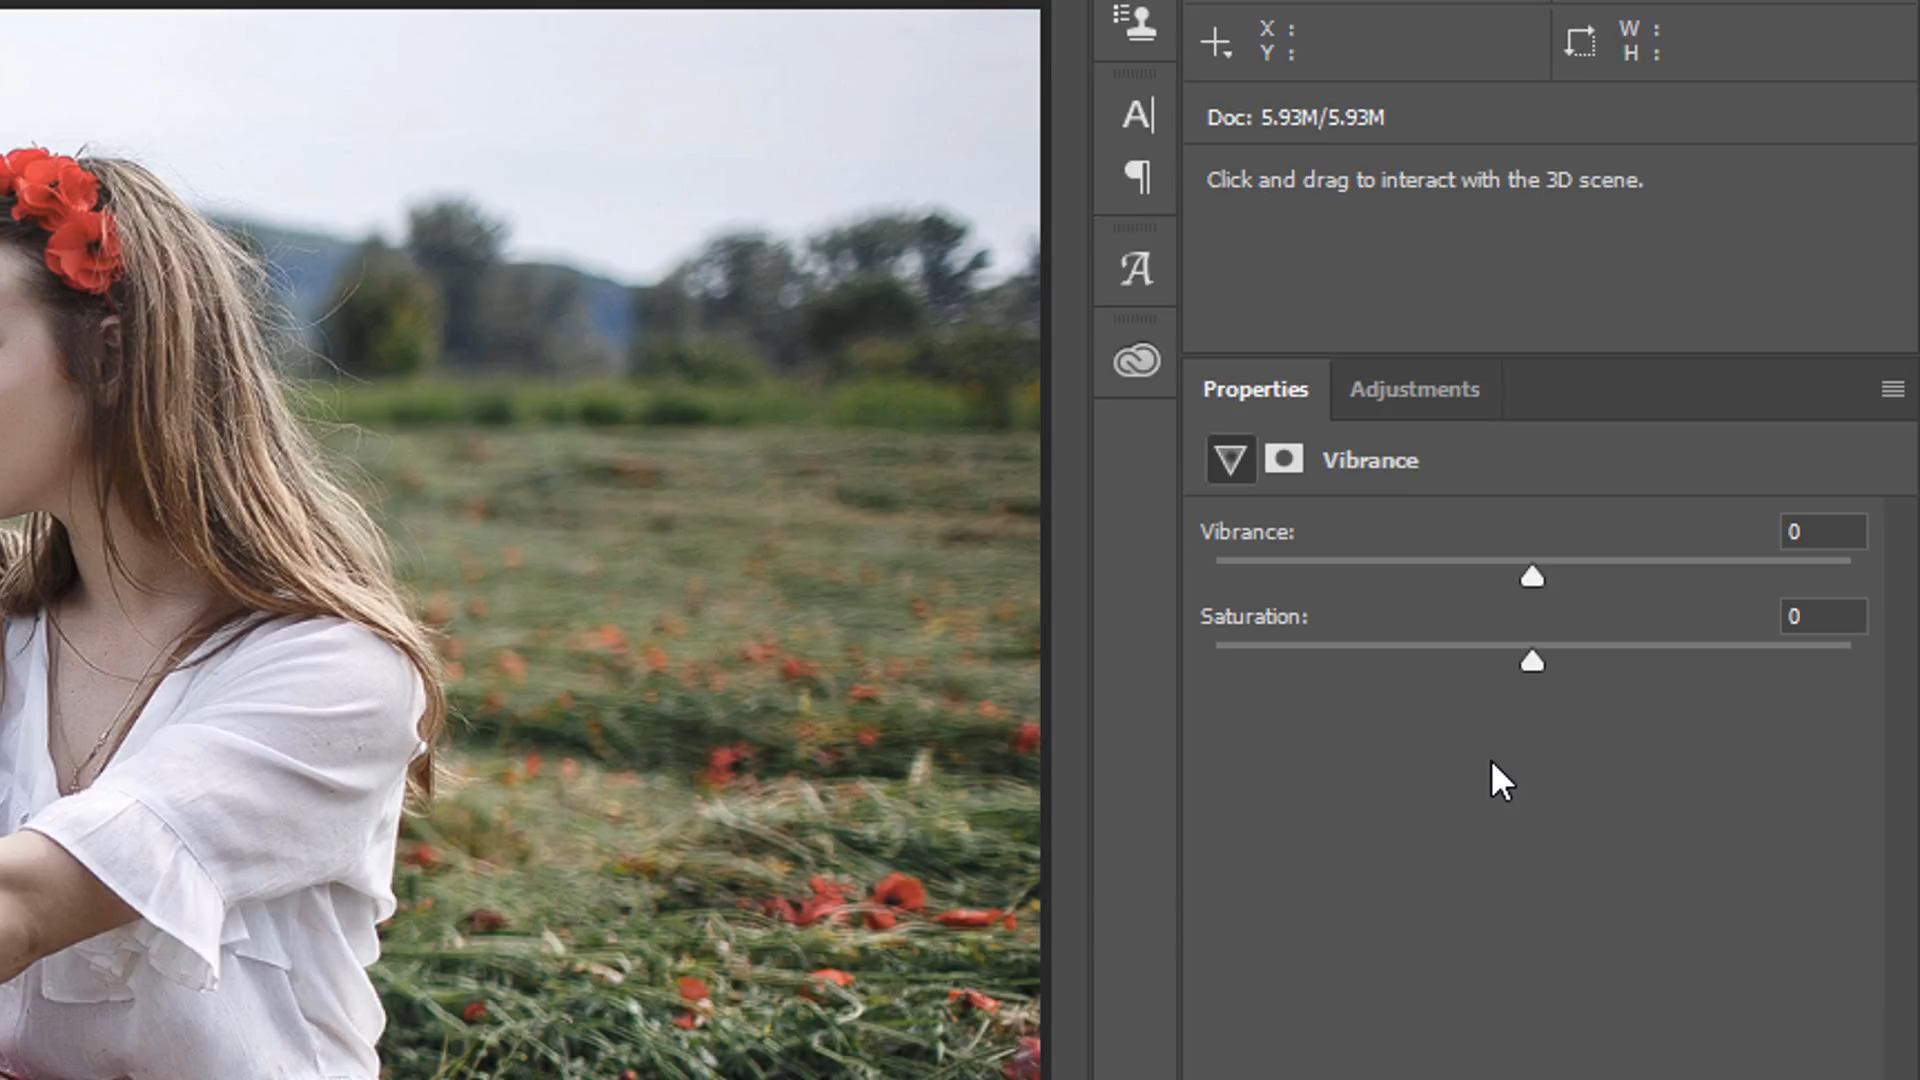 X :
Y :
W :
H :
Doc: 5.93M/5.93M
Click and drag to interact with the 3D scene.
Properties
Adjustments
Vibrance
Vibrance:
0
Saturation:
0